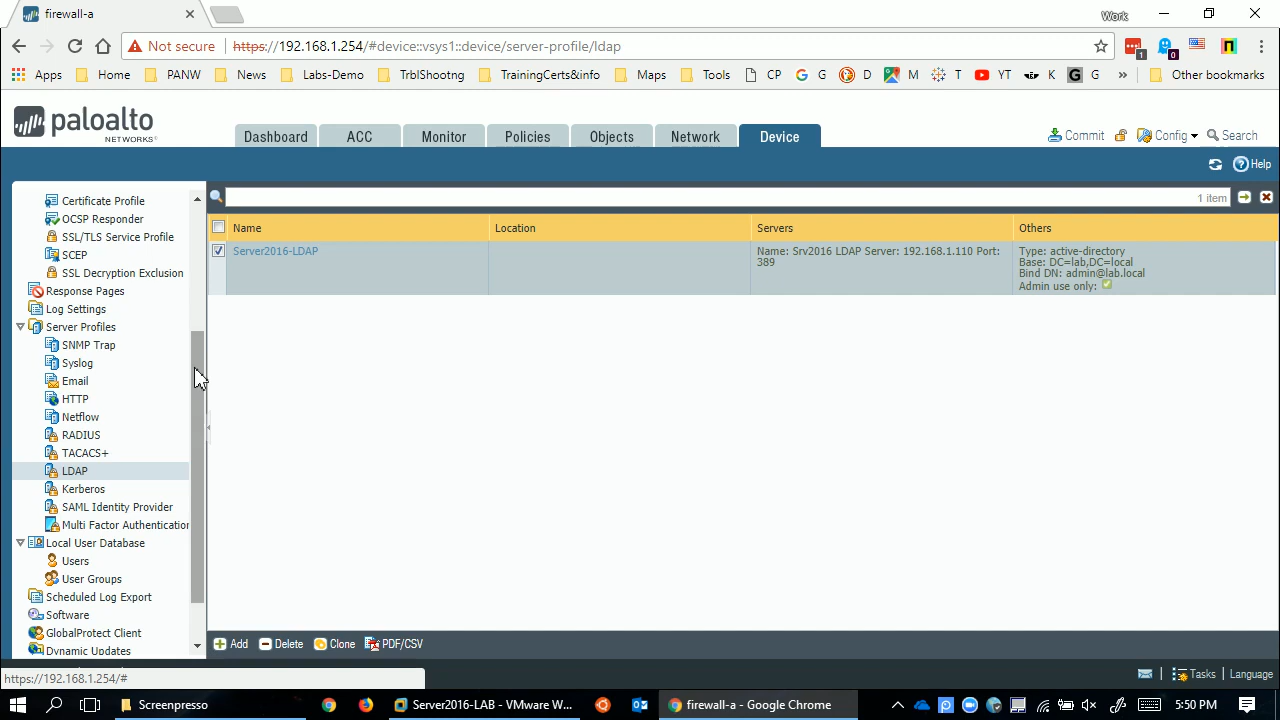 firewall-a
Work
Not secure
https://192.168.1.254/#device::vsys1::device/server-profile/ldap
1
0
Apps
Home
PANW
News
Labs-Demo
TrblShootng
TrainingCerts&info
Maps
Tools
CP
G
D
M
T
YT
K
G
G
»
Other bookmarks
paloalto
NETWORKS®
Dashboard
ACC
Monitor
Policies
Objects
Network
Device
Commit
Config
Search
Help
1 item
Certificate Profile
OCSP Responder
SSL/TLS Service Profile
SCEP
SSL Decryption Exclusion
Response Pages
Log Settings
Server Profiles
SNMP Trap
Syslog
Email
HTTP
Netflow
RADIUS
TACACS+
LDAP
Kerberos
SAML Identity Provider
Multi Factor Authentication
Local User Database
Users
User Groups
Scheduled Log Export
Software
GlobalProtect Client
Dynamic Updates
Name
Location
Servers
Others
Server2016-LDAP
Name: Srv2016 LDAP Server: 192.168.1.110 Port:
389
Type: active-directory
Base: DC=lab,DC=local
Bind DN: admin@lab.local
Admin use only:
Add
Delete
Clone
PDF/CSV
https://192.168.1.254/#
Tasks
Language
Screenpresso
Server2016-LAB - VMware W...
firewall-a - Google Chrome
5:50 PM